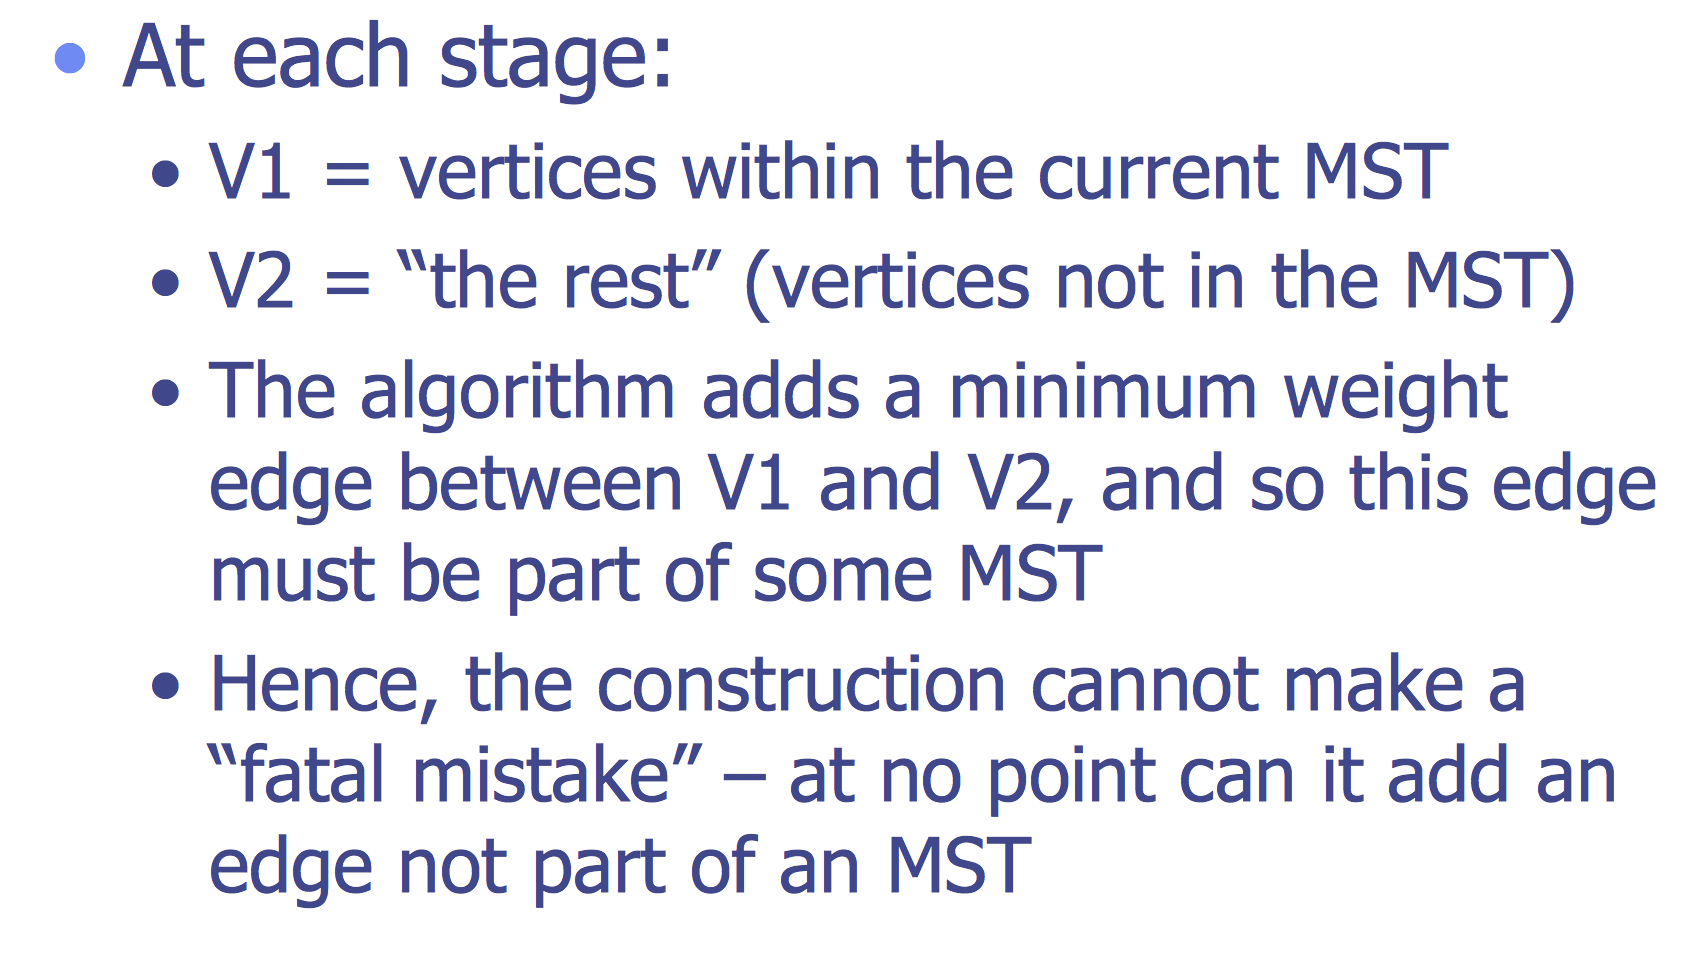 • At each stage:
• V1 = vertices within the current MST
• V2 = “the rest” (vertices not in the MST)
• The algorithm adds a minimum weight
edge between V1 and V2, and so this edge
must be part of some MST
• Hence, the construction cannot make a
“fatal mistake” – at no point can it add an
edge not part of an MST